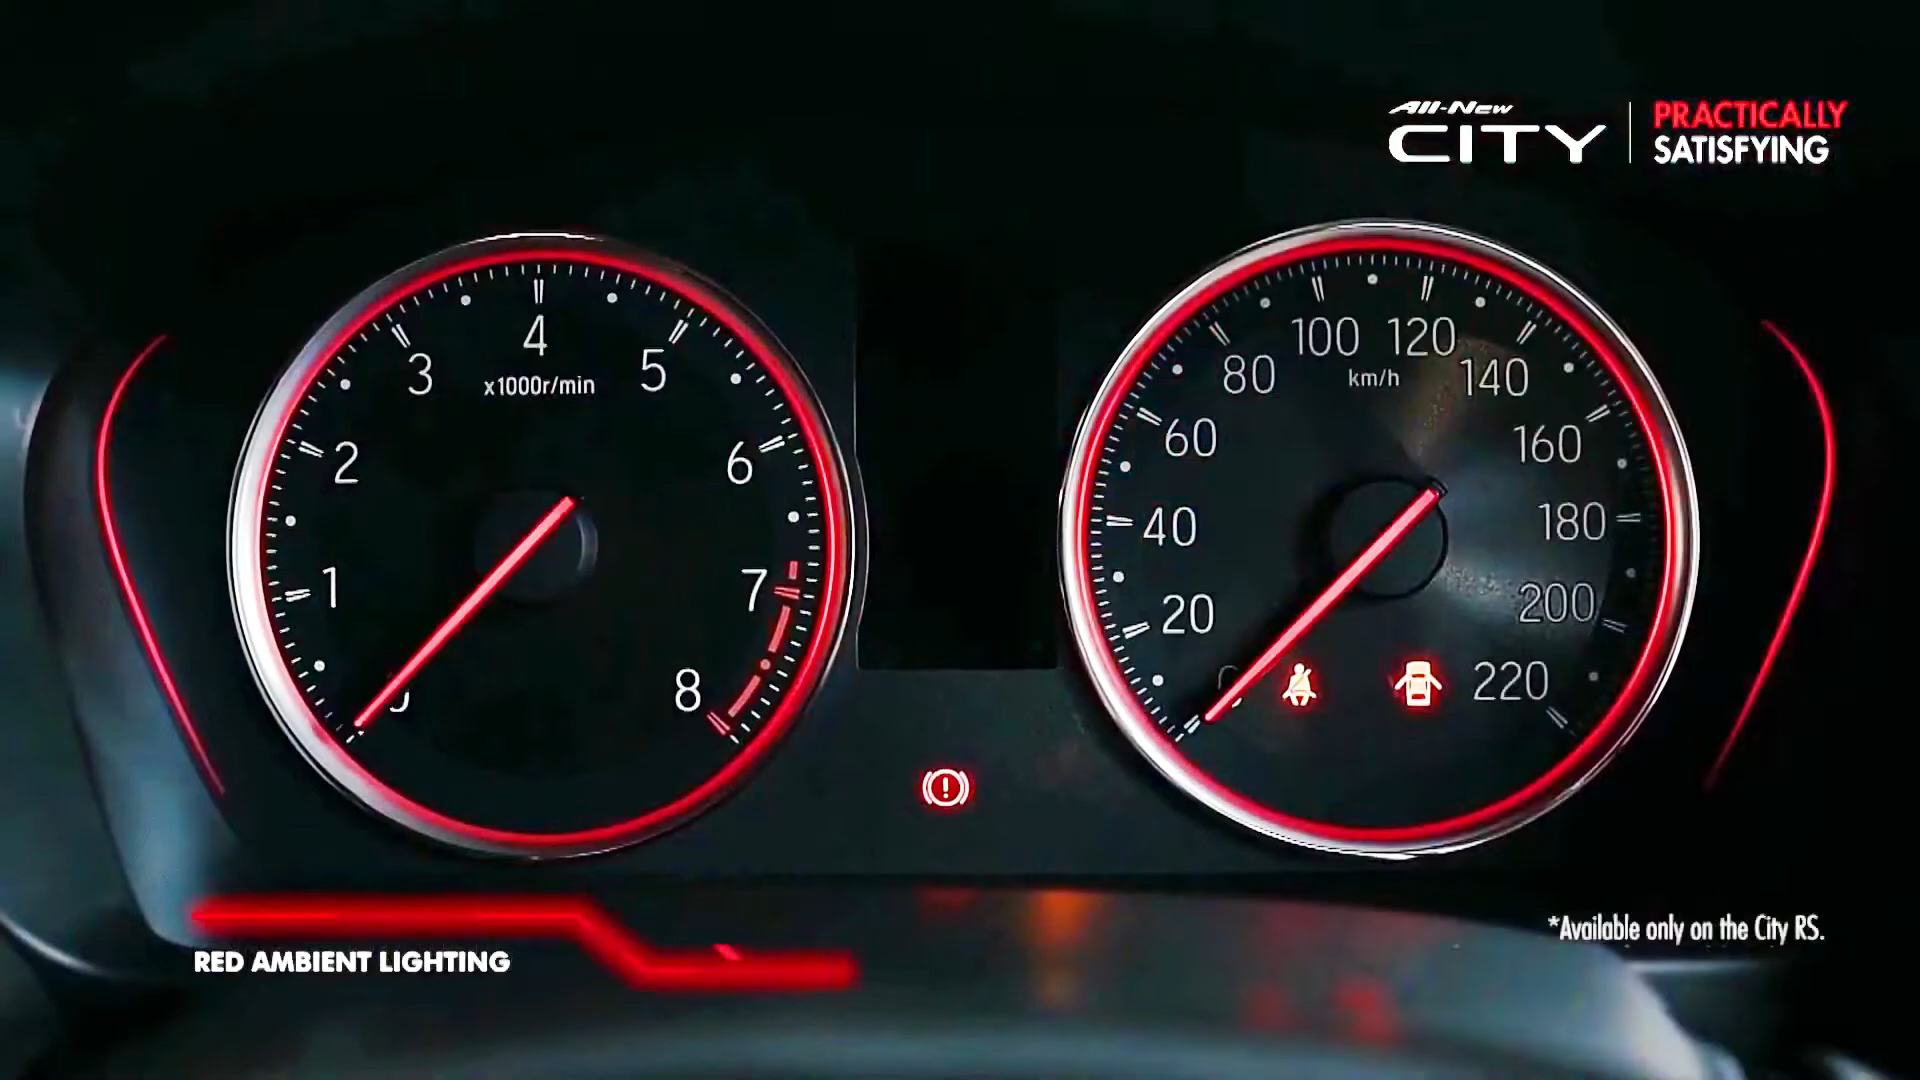 All-New
CITY
PRACTICALLY
SATISFYING
4
3
5
x1000r/min
2
6
1
7
8
100 120
80
km/h
140
60
160
40
180
20
200
220
*Available only on the City RS.
RED AMBIENT LIGHTING